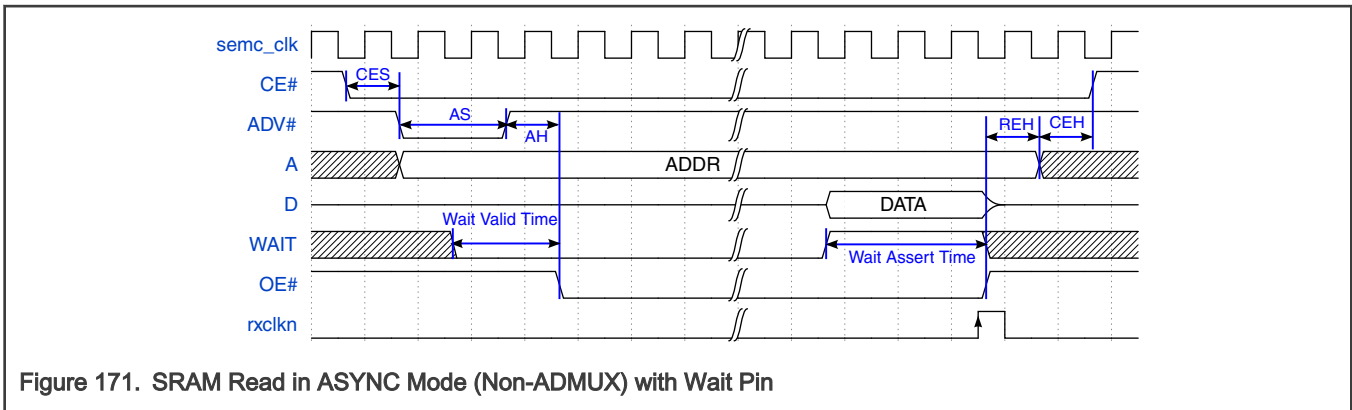 semc_clk
CE#
CES
ADV#
AS
AH
REH
CEH
A
ADDR
D
DATA
Wait Valid Time
WAIT
Wait Assert Time
OE#
rxclkn
Figure 171. SRAM Read in ASYNC Mode (Non-ADMUX) with Wait Pin